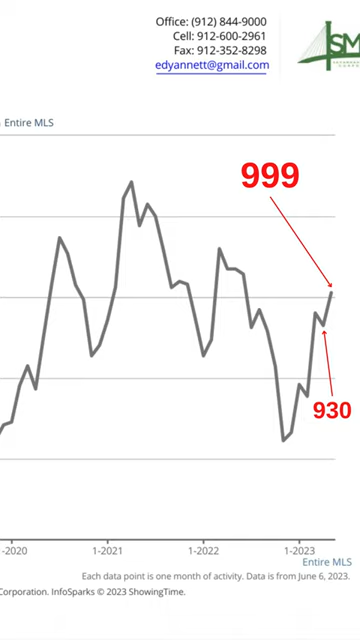 Office: (912) 844-9000
Cell: 912-600-2961
Fax: 912-352-8298
edyannett@gmail.com
SM
Entire MLS
999
930
-2020
1-2021
1-2022
1-2023
Entire MLS
Each data point is one month of activity. Data is from June 6, 2023.
Corporation. InfoSparks © 2023 ShowingTime.